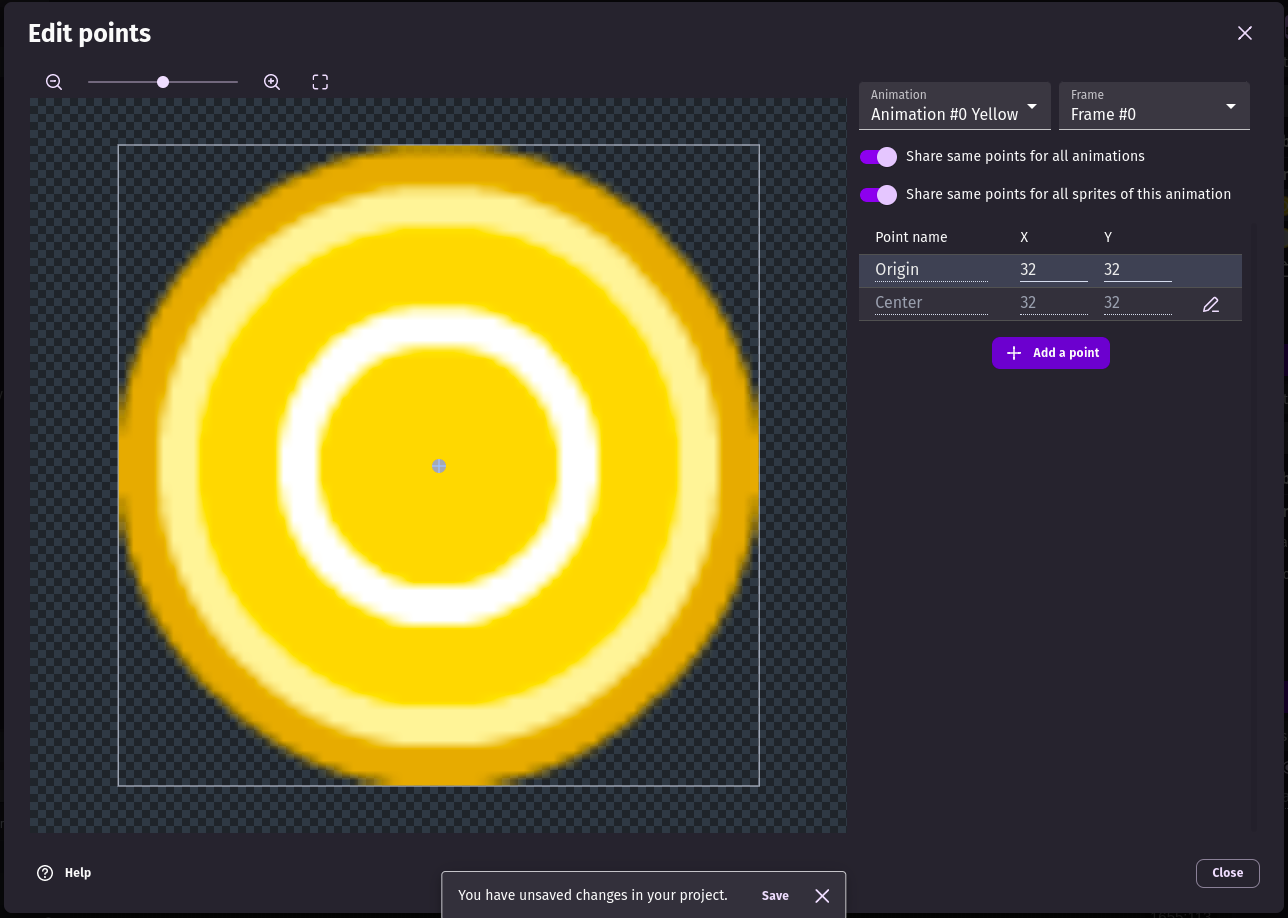 Edit points
Animation
Animation #0 Yellow
Frame
Frame #0
Share same points for all animations
Share same points for all sprites of this animation
Point name X Y
Origin 32 32
Center 32 32
Add a point
Help
Close
You have unsaved changes in your project. Save